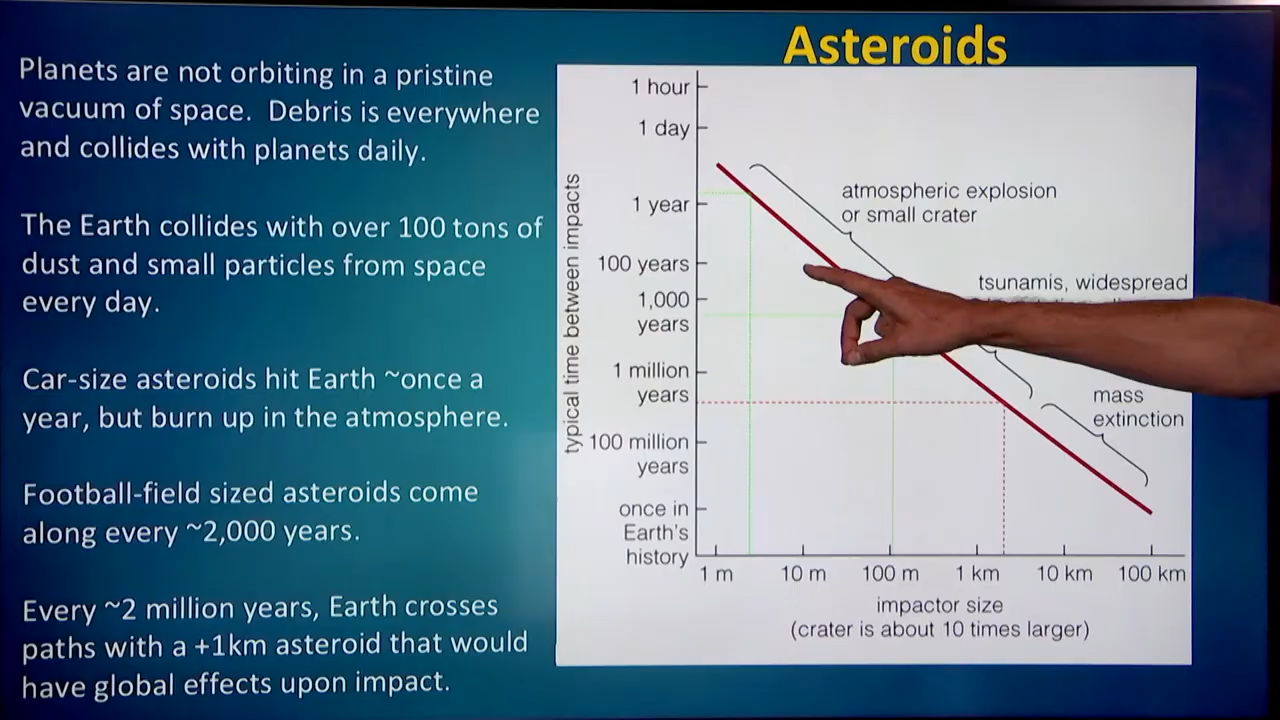 Asteroids
Planets are not orbiting in a pristine
vacuum of space. Debris is everywhere
and collides with planets daily.
The Earth collides with over 100 tons of
dust and small particles from space
every day.
Car-size asteroids hit Earth ~once a
year, but burn up in the atmosphere.
Football-field sized asteroids come
along every ~2,000 years.
Every ~2 million years, Earth crosses
paths with a +1km asteroid that would
have global effects upon impact.
typical time between impacts
1 hour
1 day
1 year
100 years
1,000
years
1 million
years
100 million
years
once in
Earth's
history
atmospheric explosion
or small crater
tsunamis, widespread
mass
extinction
1 m
10 m
100 m
1 km
10 km
100 km
impactor size
(crater is about 10 times larger)